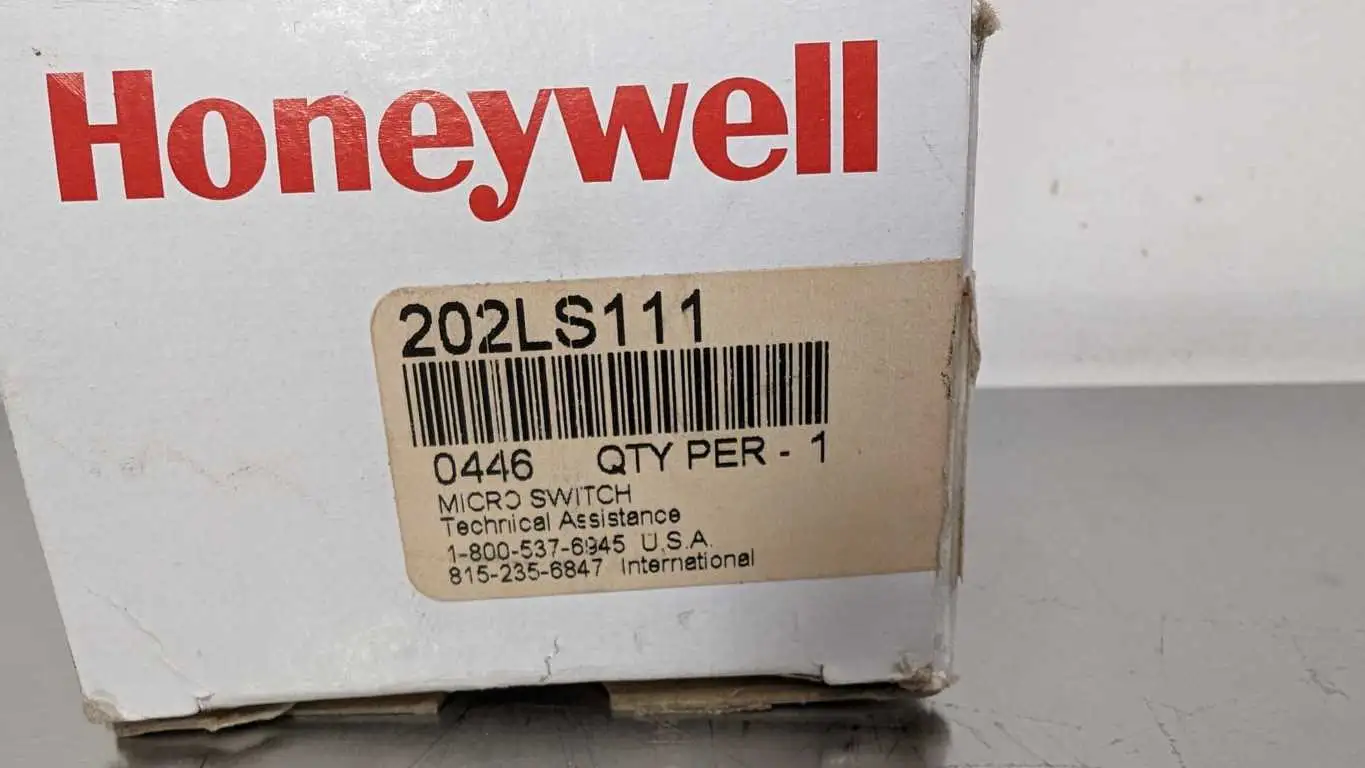 Honeywell
202LS111
0446 QTY PER - 1
MICRO SWITCH
Technical Assistance
1-800-537-6945 U.S.A.
815-235-6847 International